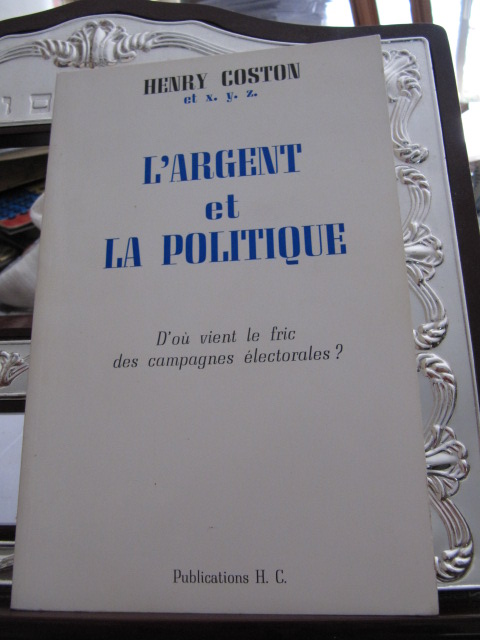 HENRY COSTON
et x. y. z.
L'ARGENT
et
LA POLITIQUE
D'où vient le fric
des campagnes électorales ?
Publications H. C.